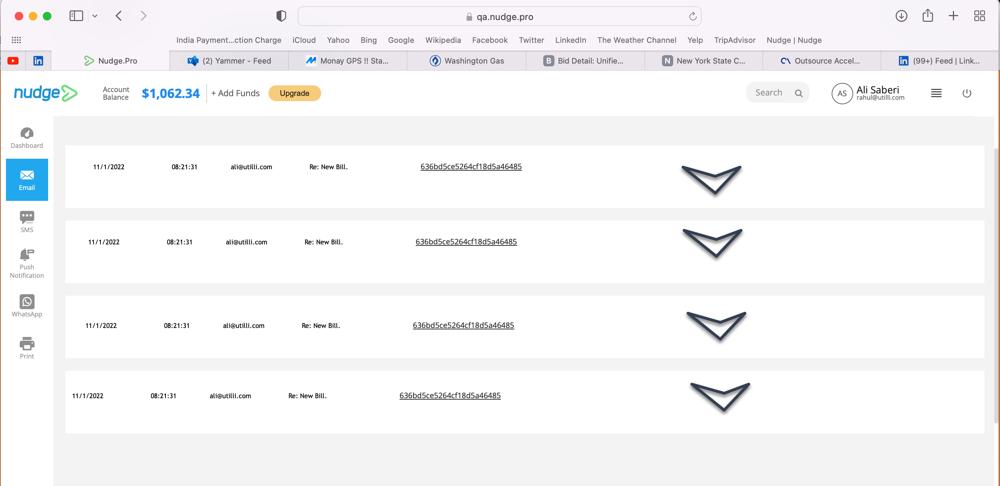 qa.nudge.pro
India Payment...ction Charge iCloud Yahoo Bing Google Wikipedia Facebook Twitter LinkedIn The Weather Channel Yelp TripAdvisor Nudge | Nudge
Nudge.Pro (2) Yammer - Feed Monay GPS !! Sta... Washington Gas B Bid Detail: Unifie... N New York State C... Outsource Accel... in (99+) Feed | Link...
nudge
Account
Balance
$1,062.34
+ Add Funds
Upgrade
Search
AS
Ali Saberi
rahul@utilli.com
Dashboard
Email
SMS
Push
Notification
WhatsApp
Print
11/1/2022 08:21:31 ali@utilli.com Re: New Bill. 636bd5ce5264cf18d5a46485
11/1/2022 08:21:31 ali@utilli.com Re: New Bill. 636bd5ce5264cf18d5a46485
11/1/2022 08:21:31 ali@utilli.com Re: New Bill. 636bd5ce5264cf18d5a46485
11/1/2022 08:21:31 ali@utilli.com Re: New Bill. 636bd5ce5264cf18d5a46485